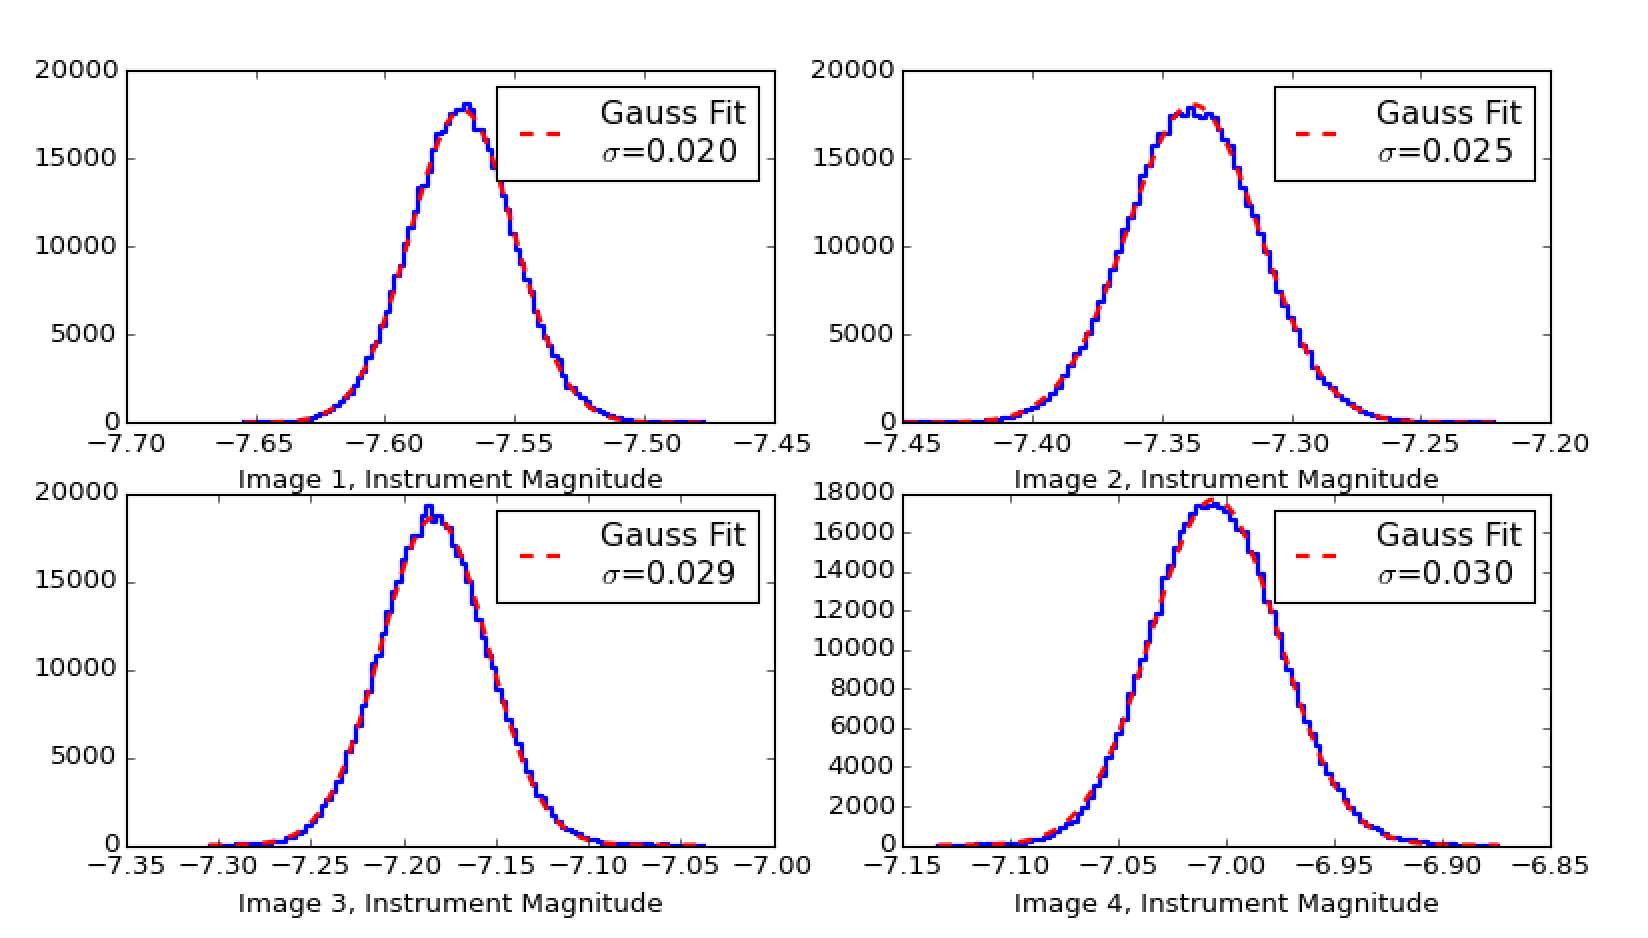 20000
15000
10000
5000
0
−7.70 −7.65 −7.60 −7.55 −7.50 −7.45
Image 1, Instrument Magnitude
Gauss Fit
σ=0.020
20000
15000
10000
5000
0
−7.45 −7.40 −7.35 −7.30 −7.25 −7.20
Image 2, Instrument Magnitude
Gauss Fit
σ=0.025
20000
15000
10000
5000
0
−7.35 −7.30 −7.25 −7.20 −7.15 −7.10 −7.05 −7.00
Image 3, Instrument Magnitude
Gauss Fit
σ=0.029
18000
16000
14000
12000
10000
8000
6000
4000
2000
0
−7.15 −7.10 −7.05 −7.00 −6.95 −6.90 −6.85
Image 4, Instrument Magnitude
Gauss Fit
σ=0.030